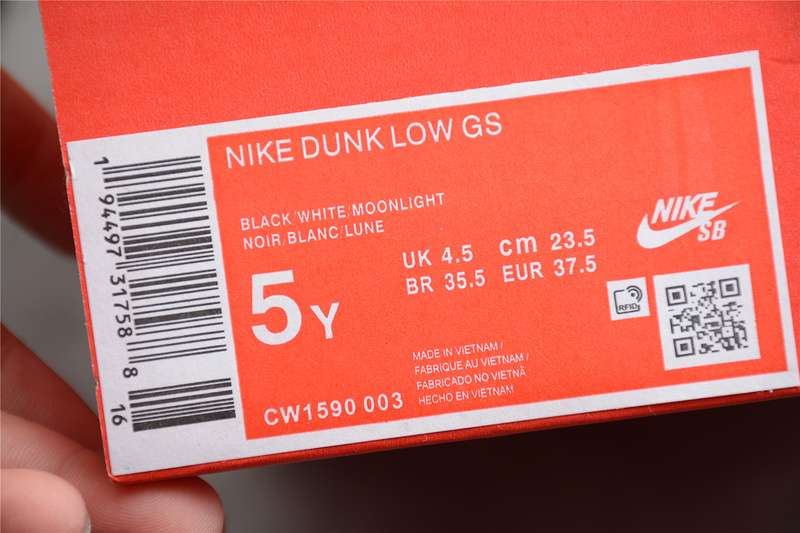 NIKE DUNK LOW GS
BLACK/WHITE/MOONLIGHT
NOIR/BLANC/LUNE
5Y
UK 4.5 cm 23.5
BR 35.5 EUR 37.5
NIKE
SB
RFID
MADE IN VIETNAM /
FABRIQUE AU VIETNAM /
FABRICADO NO VIETNÃ
HECHO EN VIETNAM
CW1590 003
1 94497 31758 8 16